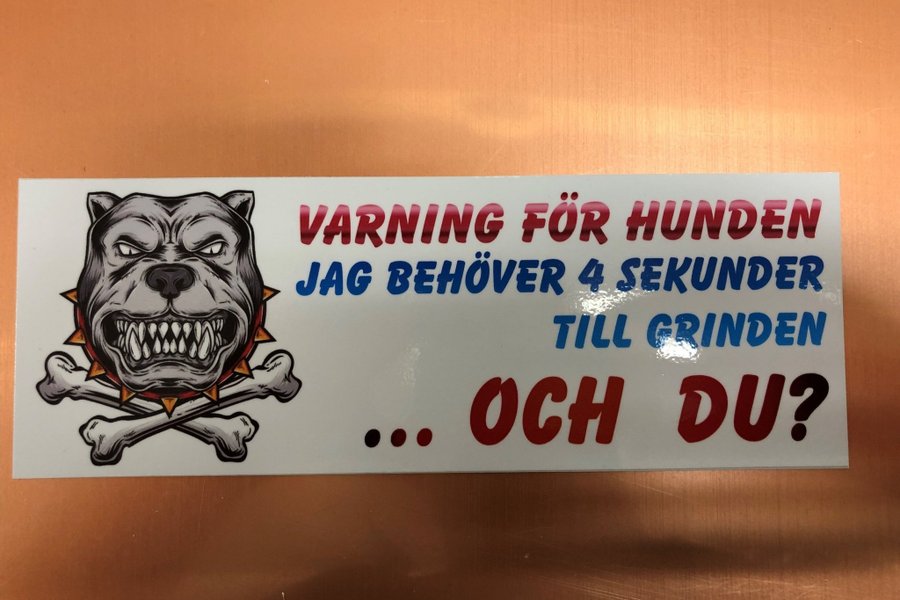 VARNING FÖR HUNDEN
JAG BEHÖVER 4 SEKUNDER
TILL GRINDEN
... OCH DU?